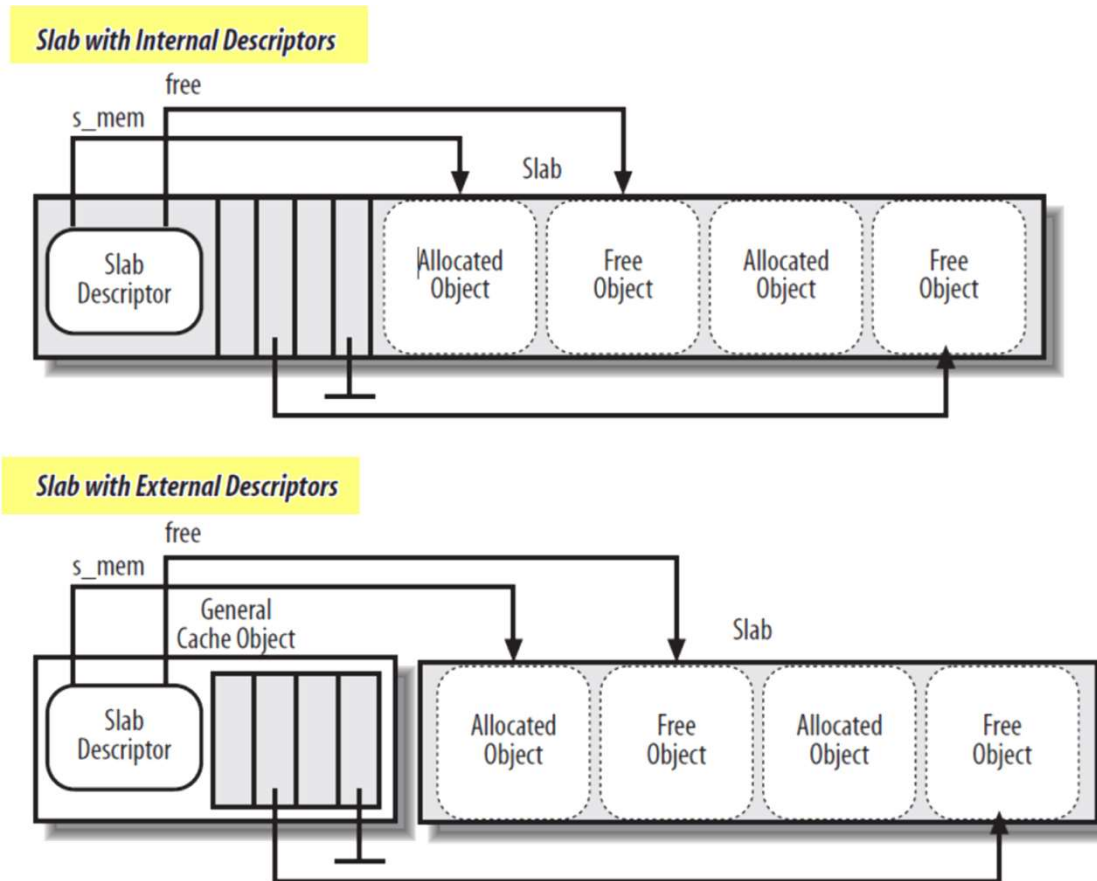 Slab with Internal Descriptors
free
s_mem
Slab
Slab
Descriptor
Allocated
Object
Free
Object
Allocated
Object
Free
Object
Slab with External Descriptors
free
s_mem
General
Cache Object
Slab
Slab
Descriptor
Allocated
Object
Free
Object
Allocated
Object
Free
Object